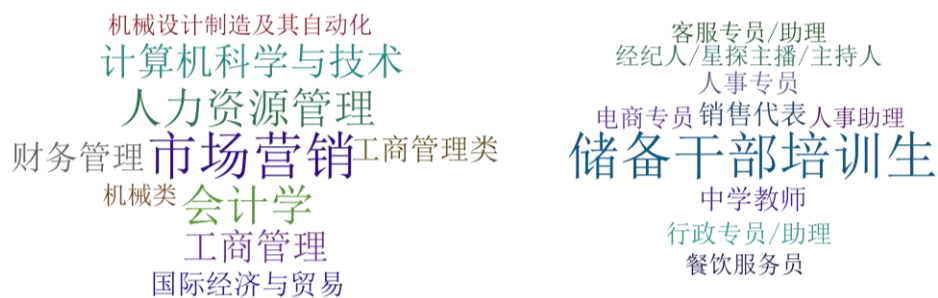 机械设计制造及其自动化
计算机科学与技术
人力资源管理
财务管理
市场营销
工商管理类
机械类
会计学
工商管理
国际经济与贸易
客服专员/助理
经纪人/星探主播/主持人
人事专员
电商专员
销售代表
人事助理
储备干部培训生
中学教师
行政专员/助理
餐饮服务员